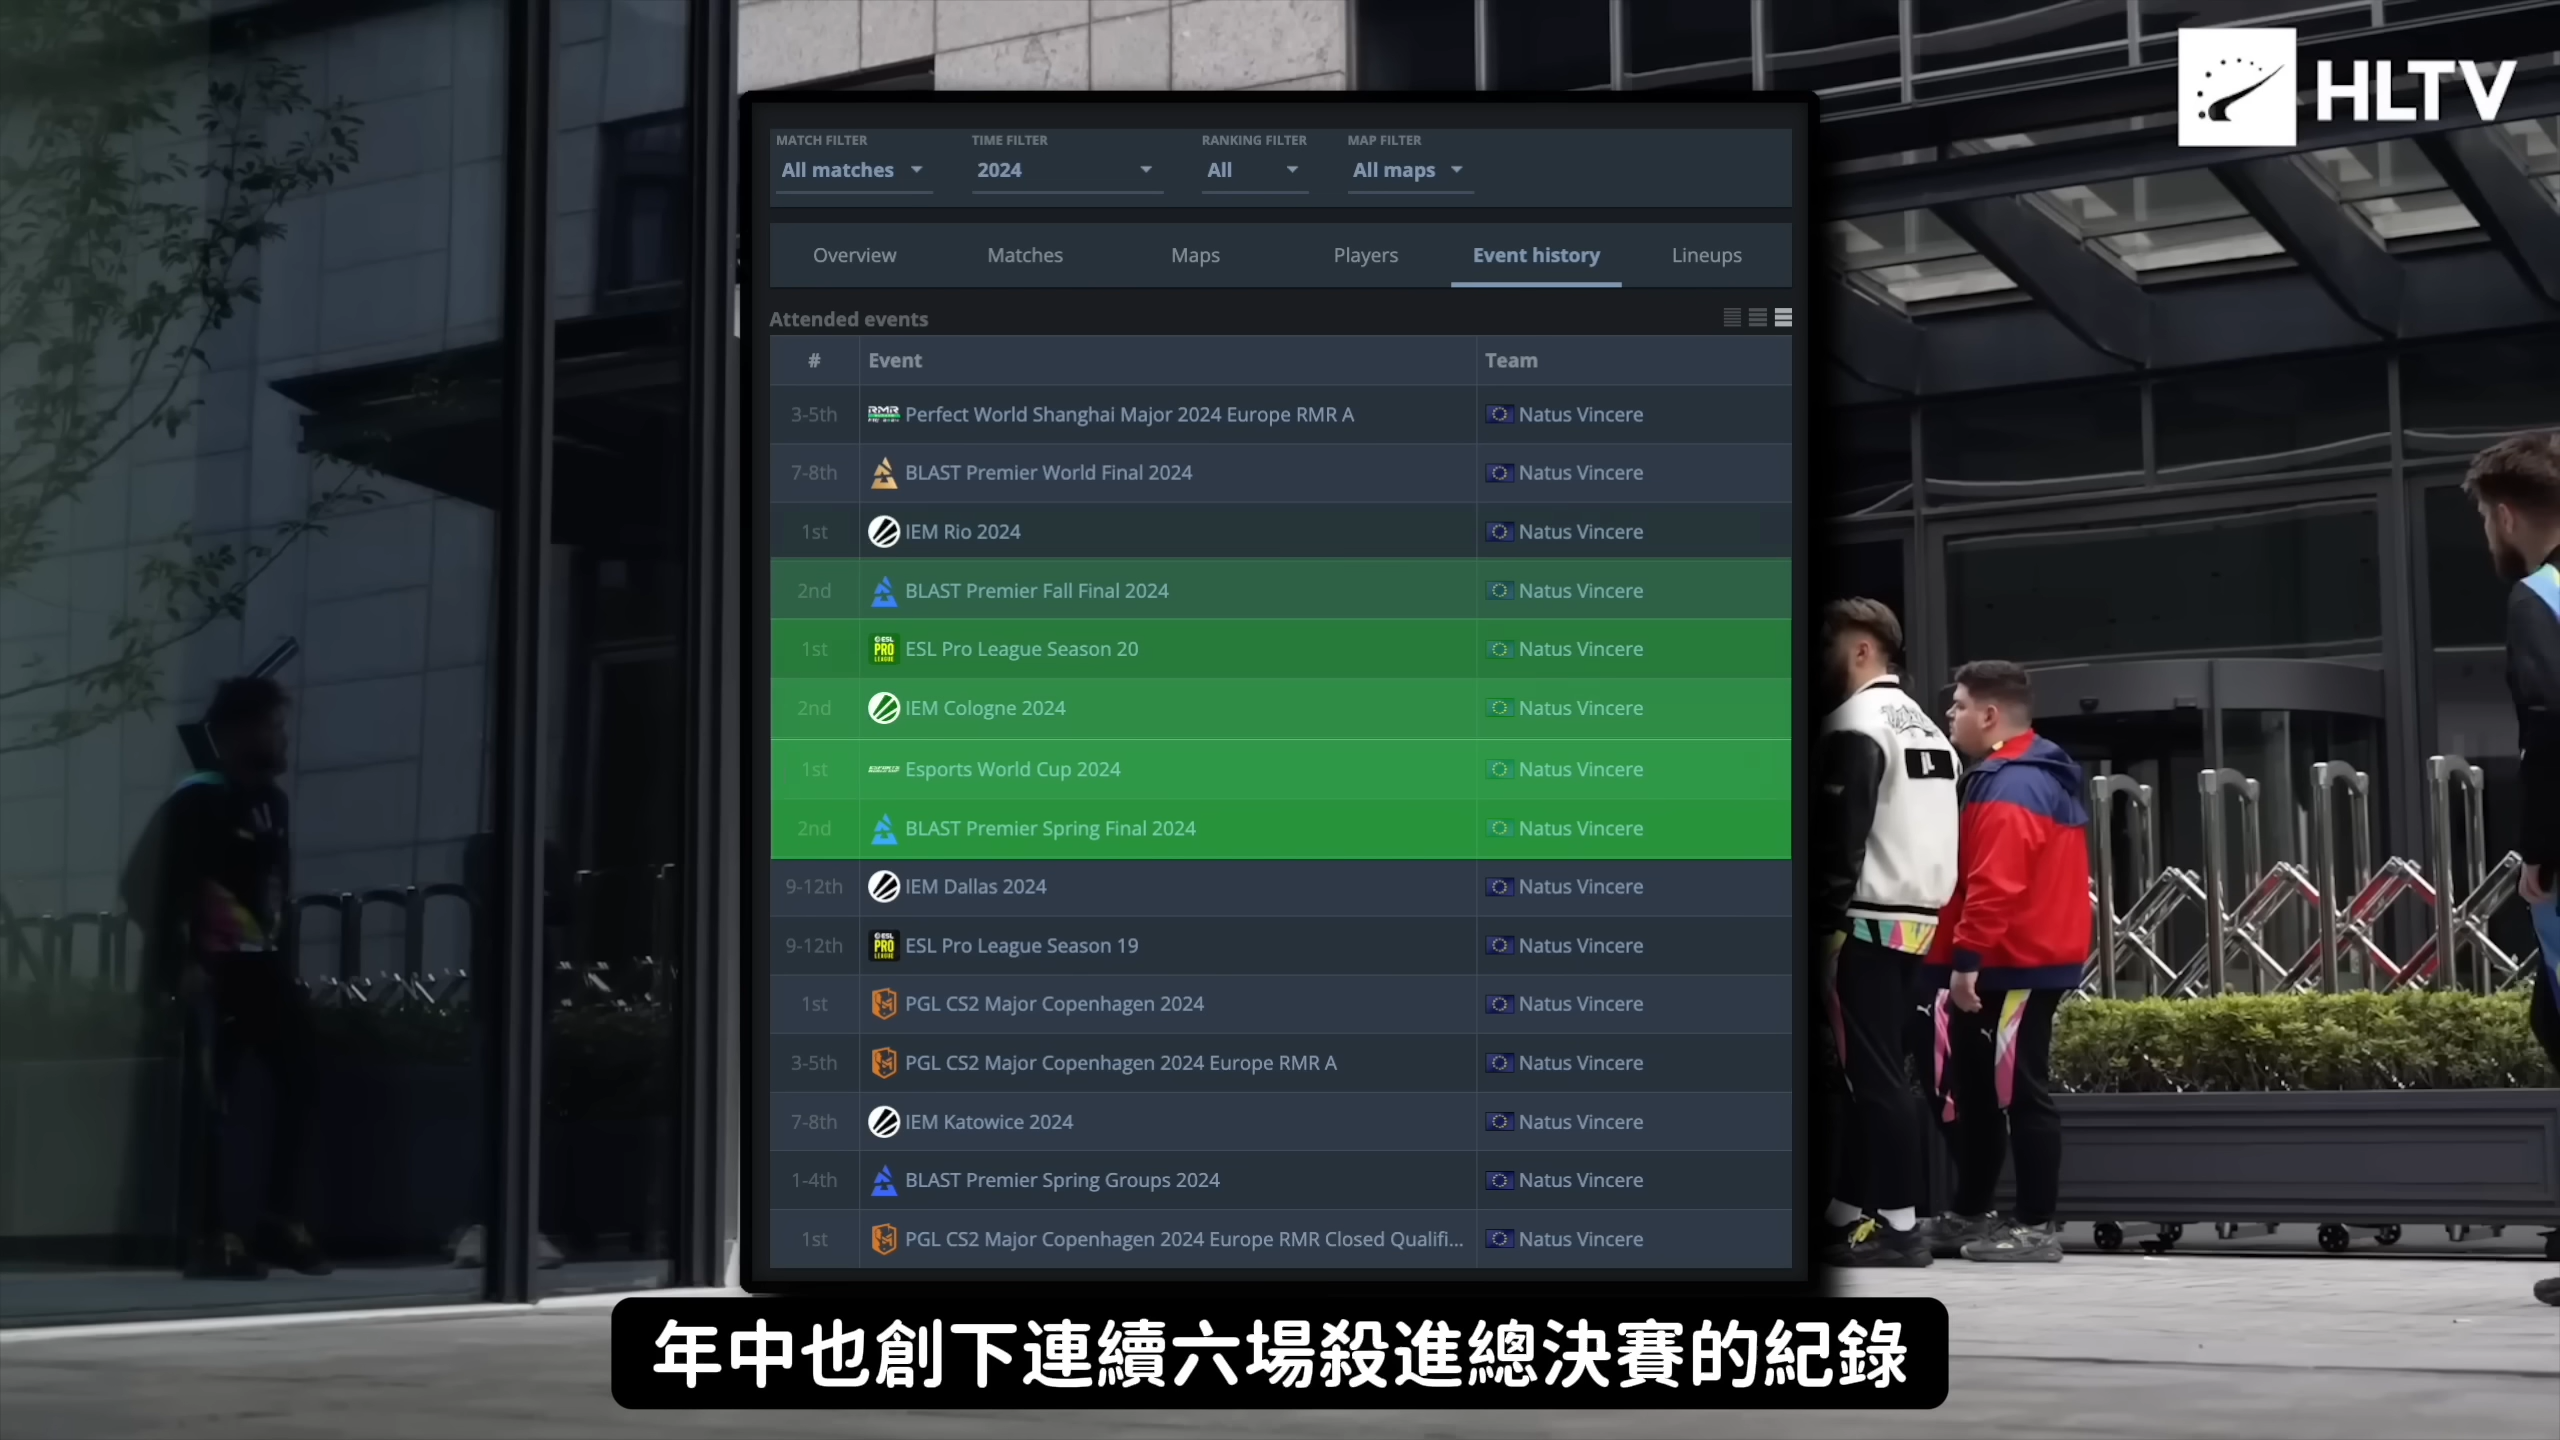 HLTV
MATCH FILTER TIME FILTER RANKING FILTER MAP FILTER
All matches 2024 All All maps
Overview Matches Maps Players Event history Lineups
Attended events
# Event Team
3-5th Perfect World Shanghai Major 2024 Europe RMR A Natus Vincere
7-8th BLAST Premier World Final 2024 Natus Vincere
1st IEM Rio 2024 Natus Vincere
2nd BLAST Premier Fall Final 2024 Natus Vincere
1st ESL PRO LEAGUE ESL Pro League Season 20 Natus Vincere
2nd IEM Cologne 2024 Natus Vincere
1st Esports World Cup 2024 Natus Vincere
2nd BLAST Premier Spring Final 2024 Natus Vincere
9-12th IEM Dallas 2024 Natus Vincere
9-12th ESL PRO LEAGUE ESL Pro League Season 19 Natus Vincere
1st PGL CS2 Major Copenhagen 2024 Natus Vincere
3-5th PGL CS2 Major Copenhagen 2024 Europe RMR A Natus Vincere
7-8th IEM Katowice 2024 Natus Vincere
1-4th BLAST Premier Spring Groups 2024 Natus Vincere
1st PGL CS2 Major Copenhagen 2024 Europe RMR Closed Qualifi... Natus Vincere
年中也創下連續六場殺進總決賽的紀錄